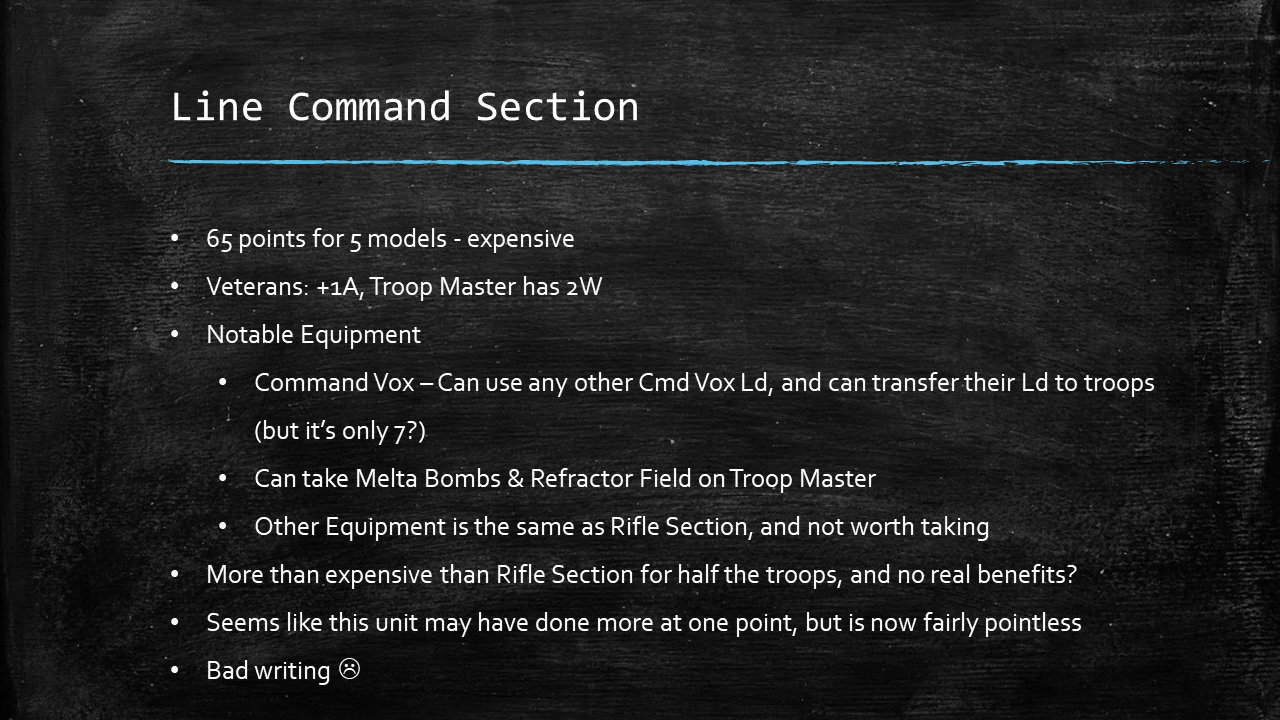 Line Command Section
• 65 points for 5 models - expensive
• Veterans: +1A, Troop Master has 2W
• Notable Equipment
• Command Vox – Can use any other Cmd Vox Ld, and can transfer their Ld to troops
(but it’s only 7?)
• Can take Melta Bombs & Refractor Field on Troop Master
• Other Equipment is the same as Rifle Section, and not worth taking
• More than expensive than Rifle Section for half the troops, and no real benefits?
• Seems like this unit may have done more at one point, but is now fairly pointless
• Bad writing ☹